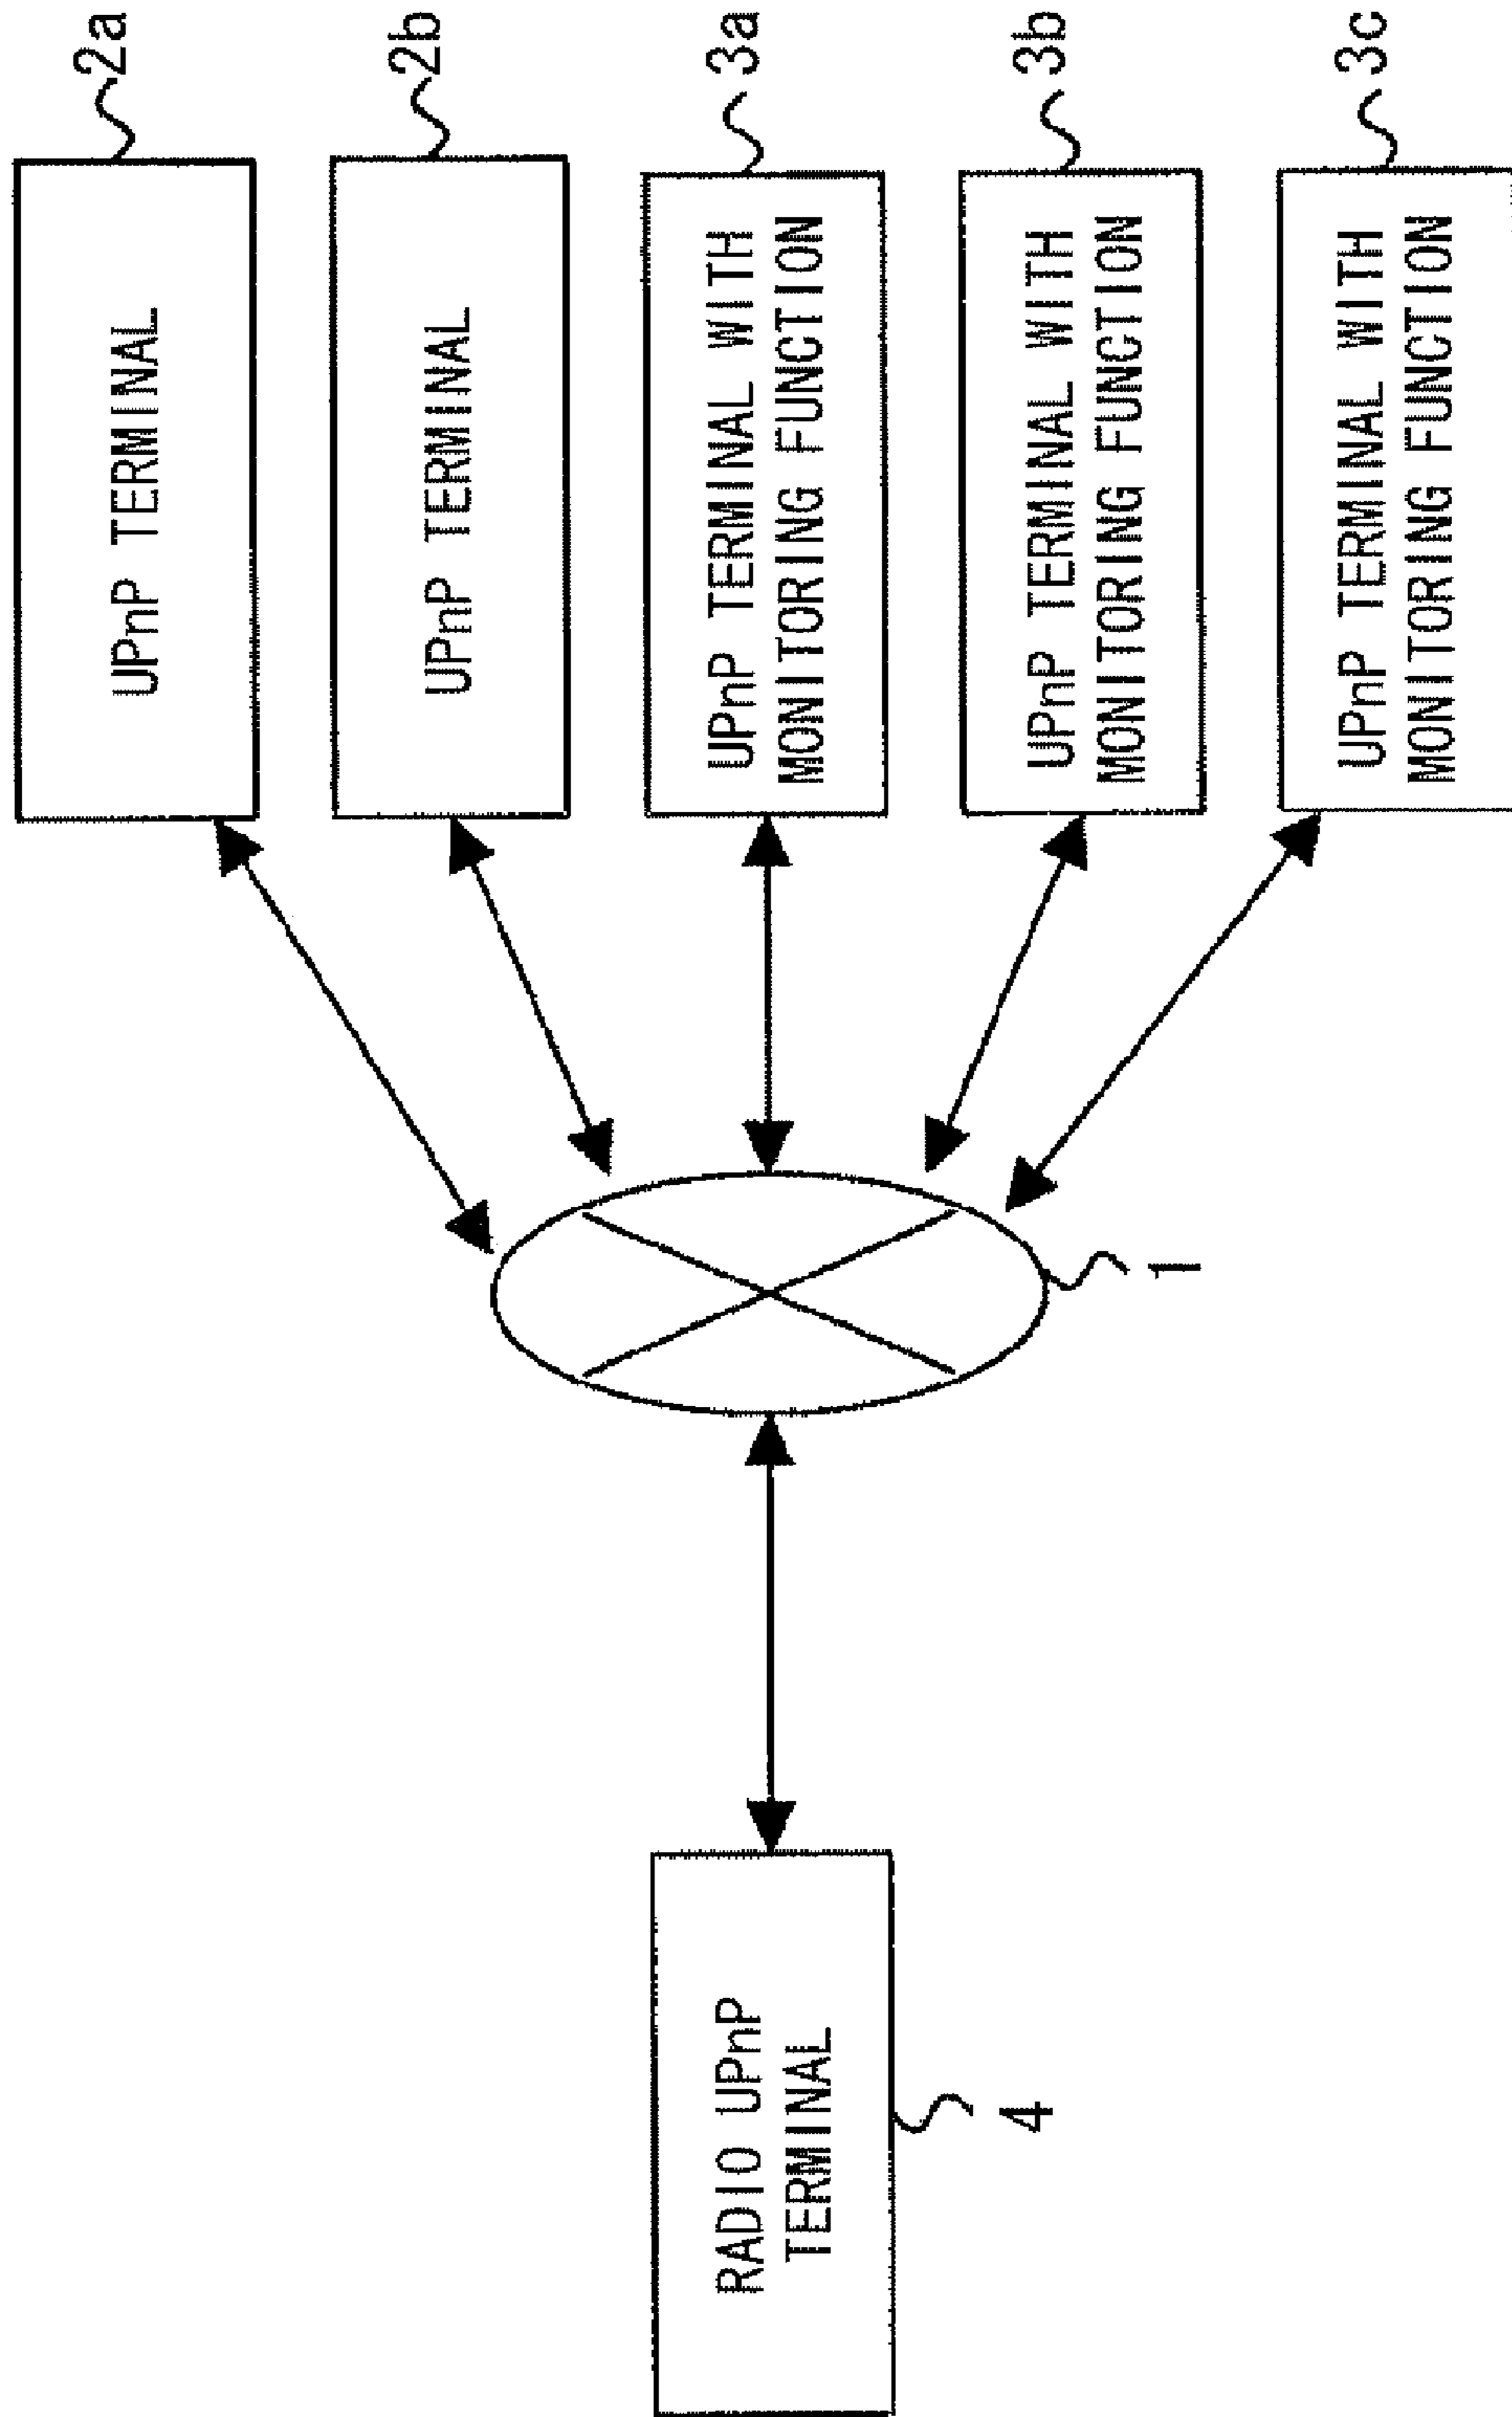 UPnP TERMINAL
2a
UPnP TERMINAL
2b
UPnP TERMINAL WITH
MONITORING FUNCTION
3a
UPnP TERMINAL WITH
MONITORING FUNCTION
3b
UPnP TERMINAL WITH
MONITORING FUNCTION
3c
1
RADIO UPnP
TERMINAL
4